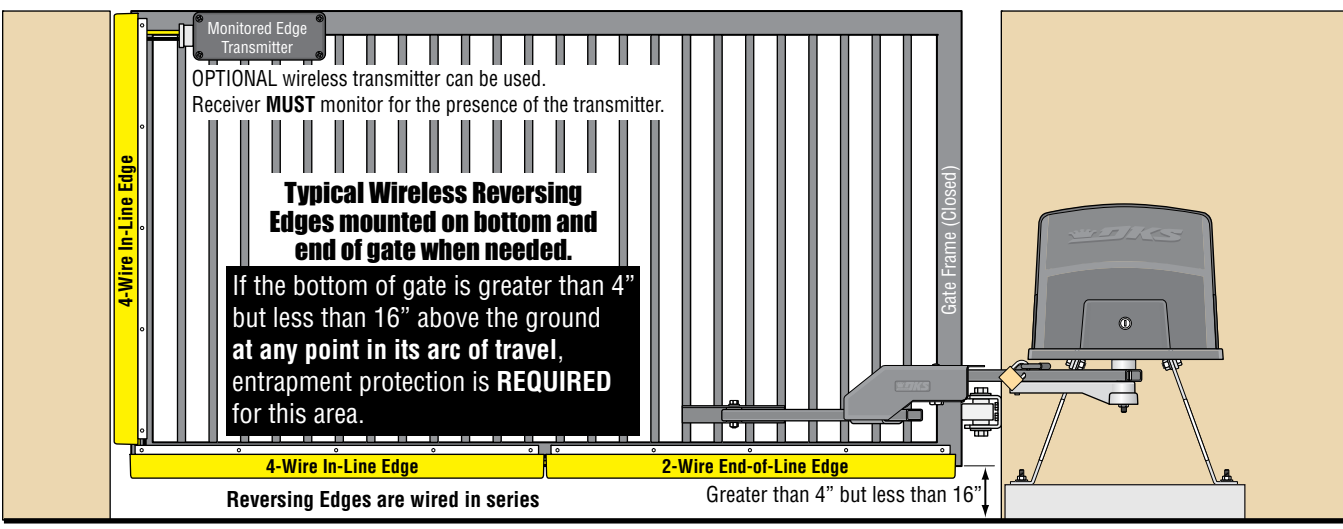 Monitored Edge
Transmitter
OPTIONAL wireless transmitter can be used.
Receiver MUST monitor for the presence of the transmitter.
4-Wire In-Line Edge
Typical Wireless Reversing
Edges mounted on bottom and
end of gate when needed.
If the bottom of gate is greater than 4”
but less than 16” above the ground
at any point in its arc of travel,
entrapment protection is REQUIRED
for this area.
Gate Frame (Closed)
DKS
DKS
4-Wire In-Line Edge
2-Wire End-of-Line Edge
Reversing Edges are wired in series
Greater than 4” but less than 16”